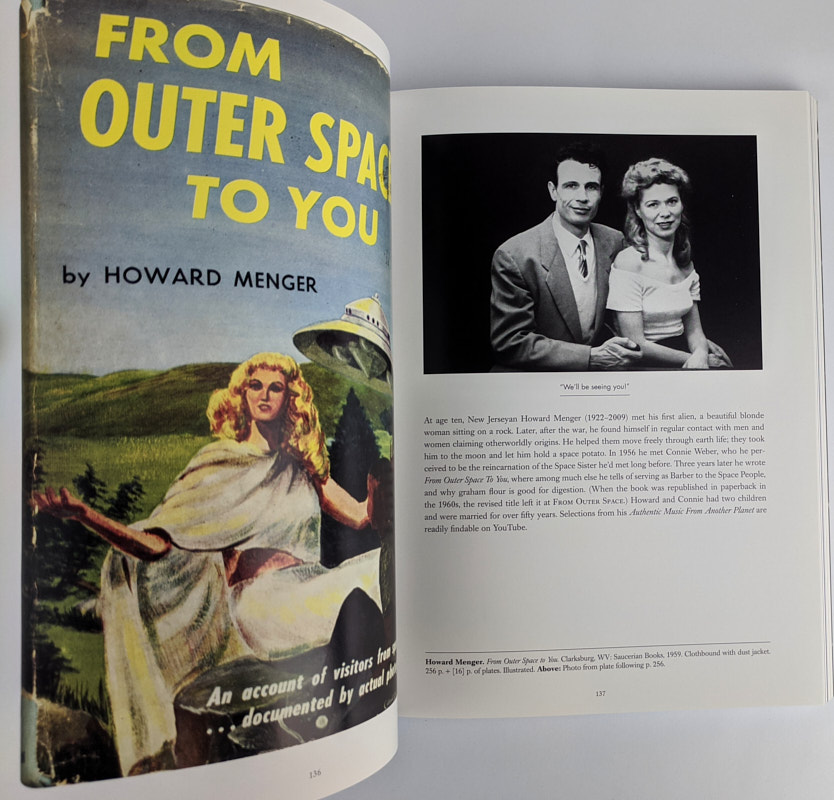 FROM
OUTER SPAC
TO YOU
by HOWARD MENGER
An account of visitors from
... documented by actual
136
"We'll be seeing you!"
At age ten, New Jerseyan Howard Menger (1922–2009) met his first alien, a beautiful blonde
woman sitting on a rock. Later, after the war, he found himself in regular contact with men and
women claiming otherworldly origins. He helped them move freely through earth life; they took
him to the moon and let him hold a space potato. In 1956 he met Connie Weber, who he per-
ceived to be the reincarnation of the Space Sister he'd met long before. Three years later he wrote
From Outer Space To You, where among much else he tells of serving as Barber to the Space People,
and why graham flour is good for digestion. (When the book was republished in paperback in
the 1960s, the revised title left it at FROM OUTER SPACE.) Howard and Connie had two children
and were married for over fifty years. Selections from his Authentic Music From Another Planet are
readily findable on YouTube.
Howard Menger. From Outer Space to You. Clarksburg, WV: Saucerian Books, 1959. Clothbound with dust jacket.
256 p. + [16] p. of plates. Illustrated. Above: Photo from plate following p. 256.
137